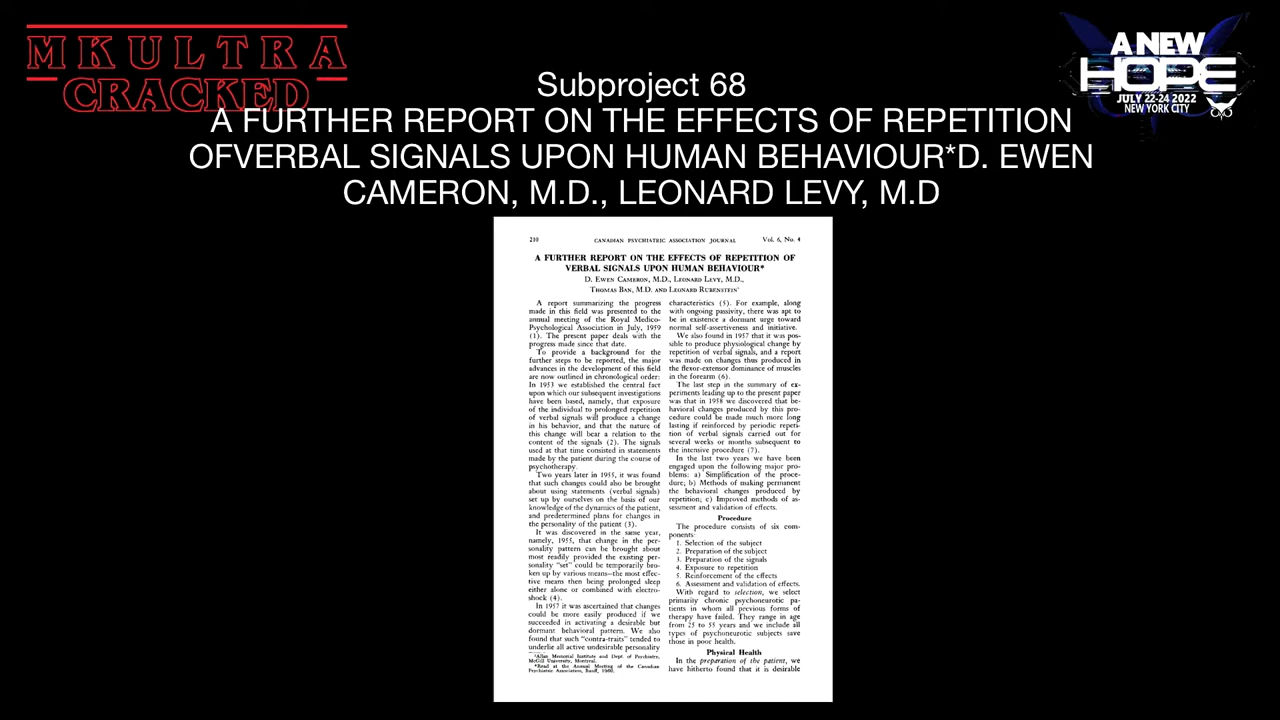 MKULTRA
CRACKED
A NEW
HOPE
JULY 22-24 2022
NEW YORK CITY
Subproject 68
A FURTHER REPORT ON THE EFFECTS OF REPETITION
OFVERBAL SIGNALS UPON HUMAN BEHAVIOUR*D. EWEN
CAMERON, M.D., LEONARD LEVY, M.D
210 CANADIAN PSYCHIATRIC ASSOCIATION JOURNAL Vol. 6, No. 4
A FURTHER REPORT ON THE EFFECTS OF REPETITION OF
VERBAL SIGNALS UPON HUMAN BEHAVIOUR*
D. EWEN CAMERON, M.D., LEONARD LEVY, M.D.,
THOMAS BAN, M.D. AND LEONARD RUBENSTEIN¹
A report summarizing the progress
made in this field was presented to the
annual meeting of the Royal Medico-
Psychological Association in July, 1959
(1). The present paper deals with the
progress made since that date.
To provide a background for the
further steps to be reported, the major
advances in the development of this field
are now outlined in chronological order:
In 1953 we established the central fact
upon which our subsequent investigations
have been based, namely, that exposure
of the individual to prolonged repetition
of verbal signals will produce a change
in his behavior, and that the nature of
this change will bear a relation to the
content of the signals (2). The signals
used at that time consisted in statements
made by the patient during the course of
psychotherapy.
Two years later in 1955, it was found
that such changes could also be brought
about using statements (verbal signals)
set up by ourselves on the basis of our
knowledge of the dynamics of the patient,
and predetermined plans for changes in
the personality of the patient (3).
It was discovered in the same year,
namely, 1955, that change in the per-
sonality pattern can be brought about
most readily provided the existing per-
sonality "set" could be temporarily bro-
ken up by various means—the most effec-
tive means then being prolonged sleep
either alone or combined with electro-
shock (4).
In 1957 it was ascertained that changes
could be more easily produced if we
succeeded in activating a desirable but
dormant behavioral pattern. We also
found that such "contra-traits" tended to
underlie all active undesirable personality
¹Allan Memorial Institute and Dept. of Psychiatry,
McGill University, Montreal.
*Read at the Annual Meeting of the Canadian
Psychiatric Association, Banff, 1960.
characteristics (5). For example, along
with ongoing passivity, there was apt to
be in existence a dormant urge toward
normal self-assertiveness and initiative.
We also found in 1957 that it was pos-
sible to produce physiological change by
repetition of verbal signals, and a report
was made on changes thus produced in
the flexor-extensor dominance of muscles
in the forearm (6).
The last step in the summary of ex-
periments leading up to the present paper
was that in 1958 we discovered that be-
havioral changes produced by this pro-
cedure could be made much more long
lasting if reinforced by periodic repeti-
tion of verbal signals carried out for
several weeks or months subsequent to
the intensive procedure (7).
In the last two years we have been
engaged upon the following major pro-
blems: a) Simplification of the proce-
dure; b) Methods of making permanent
the behavioral changes produced by
repetition; c) Improved methods of as-
sessment and validation of effects.
Procedure
The procedure consists of six com-
ponents:
1. Selection of the subject
2. Preparation of the subject
3. Preparation of the signals
4. Exposure to repetition
5. Reinforcement of the effects
6. Assessment and validation of effects.
With regard to selection, we select
primarily chronic psychoneurotic pa-
tients in whom all previous forms of
therapy have failed. They range in age
from 25 to 55 years and we include all
types of psychoneurotic subjects save
those in poor health.
Physical Health
In the preparation of the patient, we
have hitherto found that it is desirable